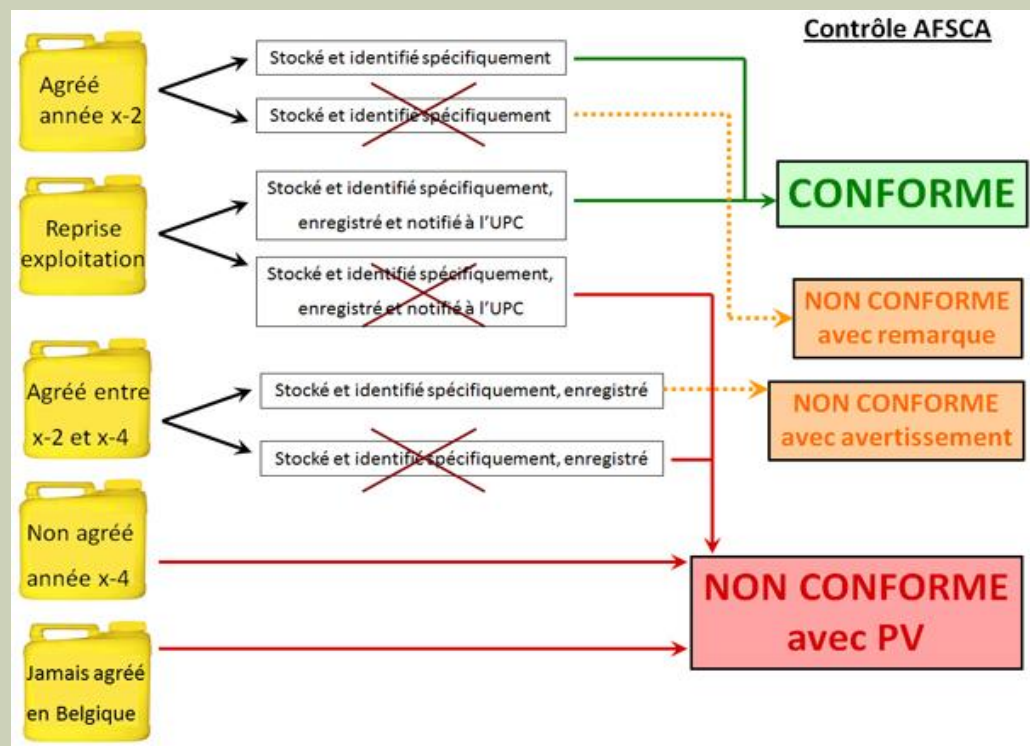 Contrôle AFSCA
Agréé
année x-2
Stocké et identifié spécifiquement
Stocké et identifié spécifiquement
CONFORME
Reprise
exploitation
Stocké et identifié spécifiquement,
enregistré et notifié à l'UPC
Stocké et identifié spécifiquement,
enregistré et notifié à l'UPC
NON CONFORME
avec remarque
Agréé entre
x-2 et x-4
Stocké et identifié spécifiquement, enregistré
Stocké et identifié spécifiquement, enregistré
NON CONFORME
avec avertissement
Non agréé
année x-4
NON CONFORME
avec PV
Jamais agréé
en Belgique